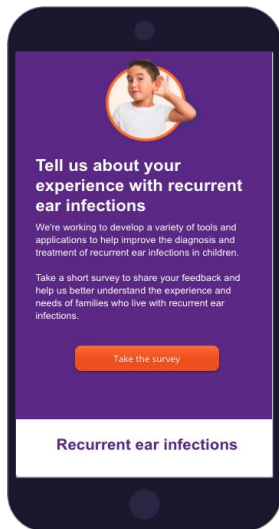 Tell us about your
experience with recurrent
ear infections
We're working to develop a variety of tools and
applications to help improve the diagnosis and
treatment of recurrent ear infections in children.
Take a short survey to share your feedback and
help us better understand the experience and
needs of families who live with recurrent ear
infections.
Take the survey
Recurrent ear infections